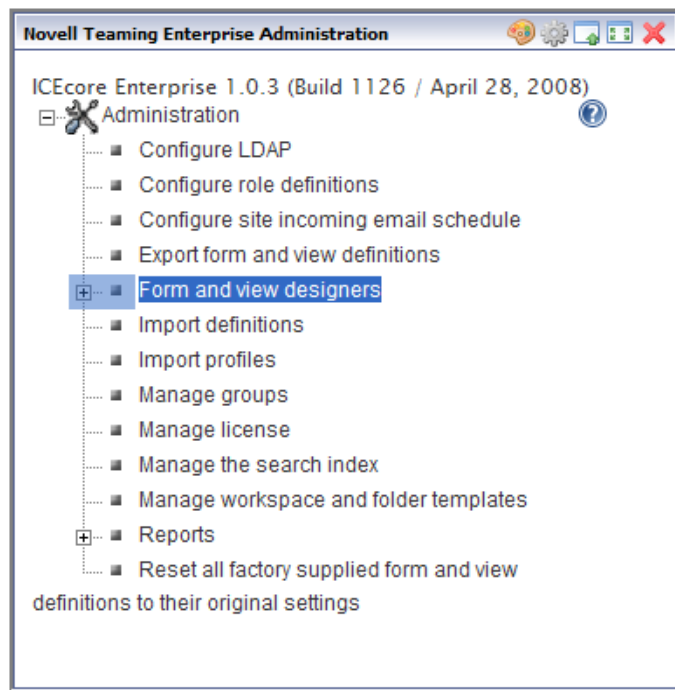 Novell Teaming Enterprise Administration
ICEcore Enterprise 1.0.3 (Build 1126 / April 28, 2008)
Administration
Configure LDAP
Configure role definitions
Configure site incoming email schedule
Export form and view definitions
Form and view designers
Import definitions
Import profiles
Manage groups
Manage license
Manage the search index
Manage workspace and folder templates
Reports
Reset all factory supplied form and view
definitions to their original settings